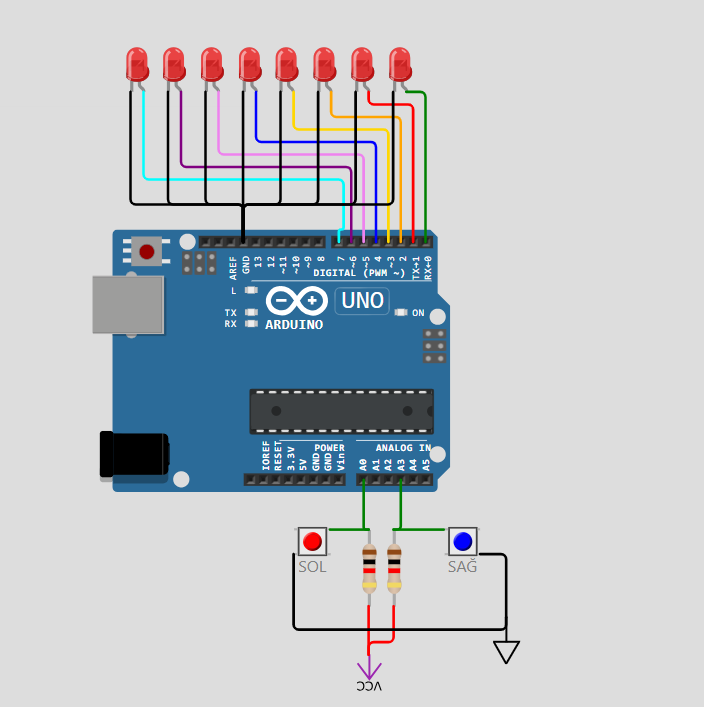 AREF
GND
13
12
~11
~10
~9
8
7
~6
~5
4
~3
2
TX→1
RX←0
DIGITAL (PWM ~)
L
TX
RX
UNO
ARDUINO
ON
POWER
ANALOG IN
IOREF
RESET
3.3V
5V
GND
GND
Vin
A0
A1
A2
A3
A4
A5
SOL
SAĞ
VCC